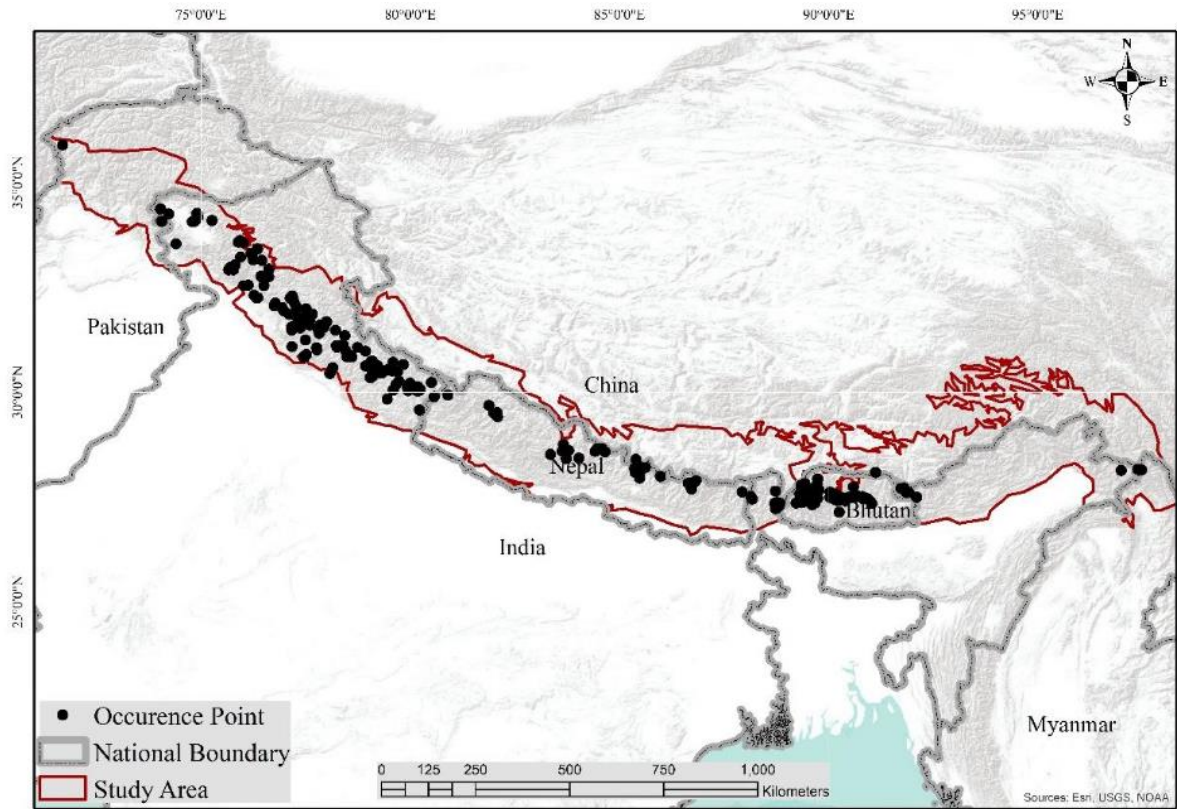 75°0'0"E 80°0'0"E 85°0'0"E 90°0'0"E 95°0'0"E
N
W E
S
35°0'0"N
Pakistan
China
30°0'0"N
Nepal
Bhutan
India
25°0'0"N
Myanmar
Occurence Point
National Boundary
Study Area
0 125 250 500 750 1,000
Kilometers
Sources: Esri, USGS, NOAA